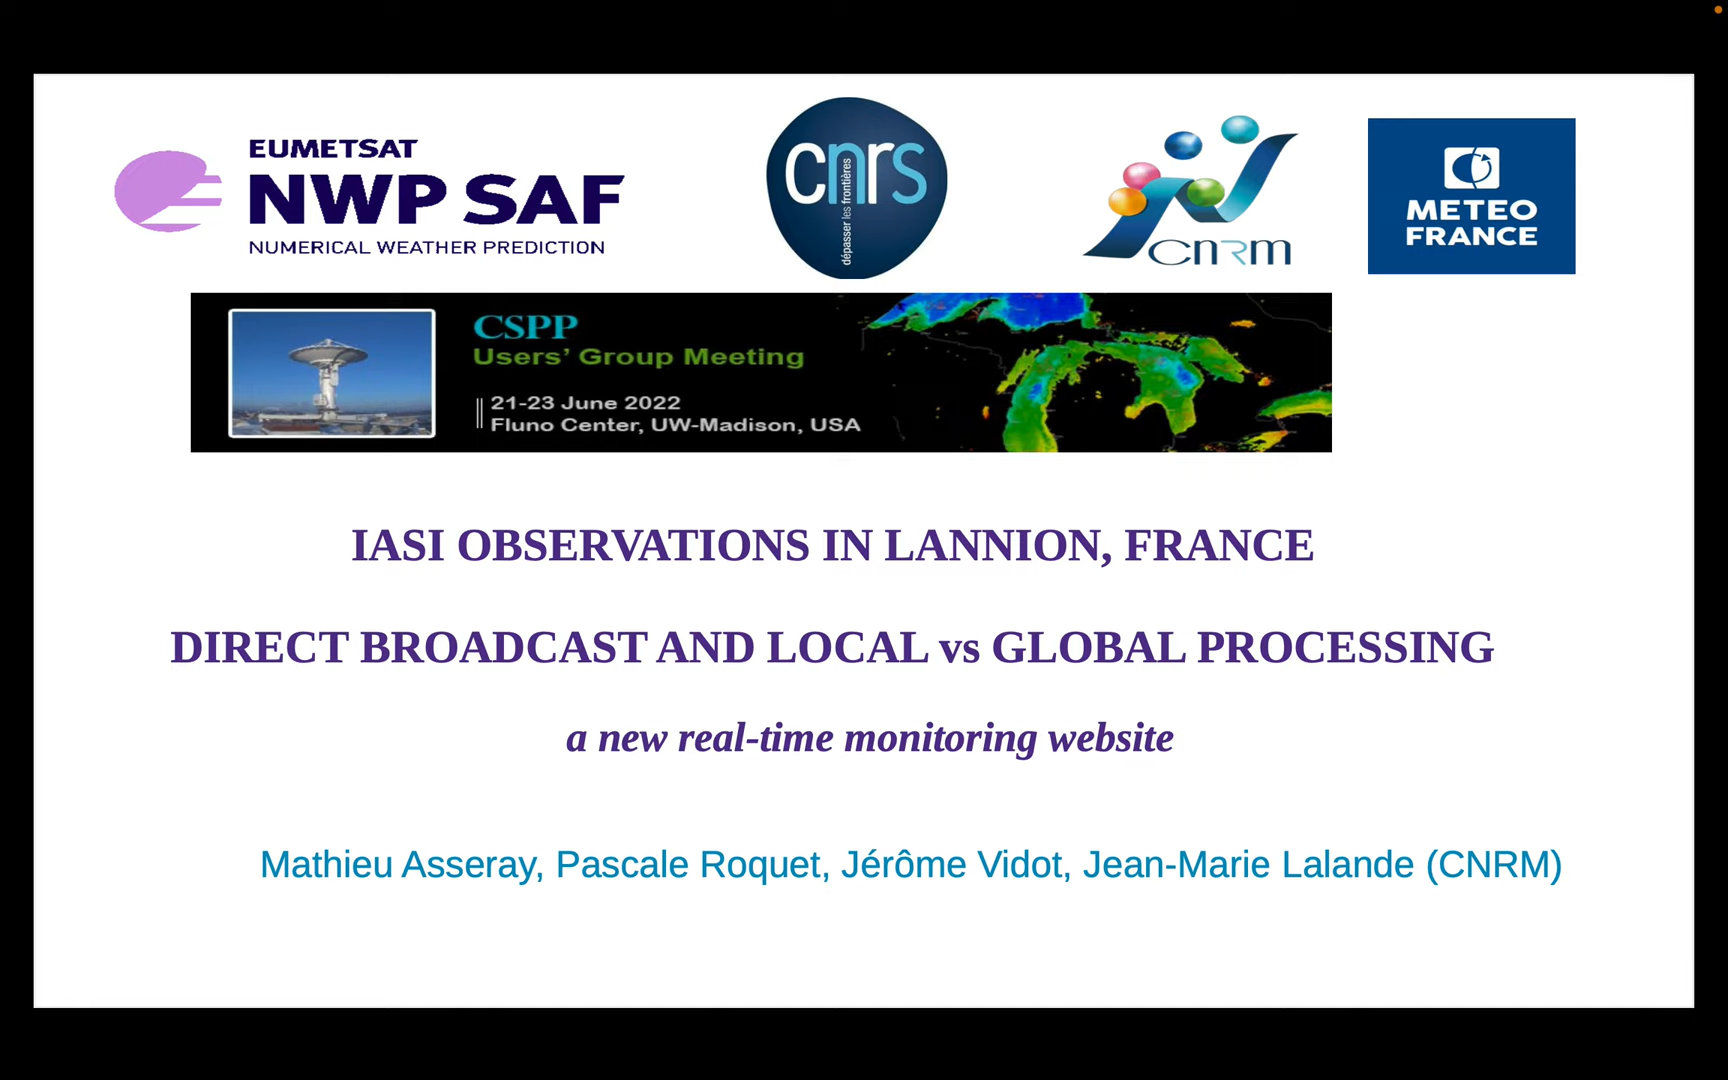 EUMETSAT
NWP SAF
NUMERICAL WEATHER PREDICTION
cnrs
dépasser les frontières
cnrm
METEO
FRANCE
CSPP
Users' Group Meeting
21-23 June 2022
Fluno Center, UW-Madison, USA
IASI OBSERVATIONS IN LANNION, FRANCE
DIRECT BROADCAST AND LOCAL vs GLOBAL PROCESSING
a new real-time monitoring website
Mathieu Asseray, Pascale Roquet, Jérôme Vidot, Jean-Marie Lalande (CNRM)